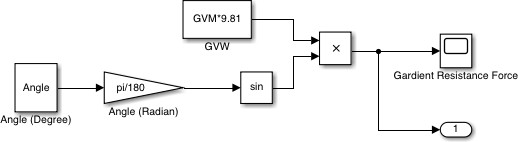 GVM*9.81
GVW
×
Gardient Resistance Force
Angle
pi/180
sin
Angle (Degree)
Angle (Radian)
1